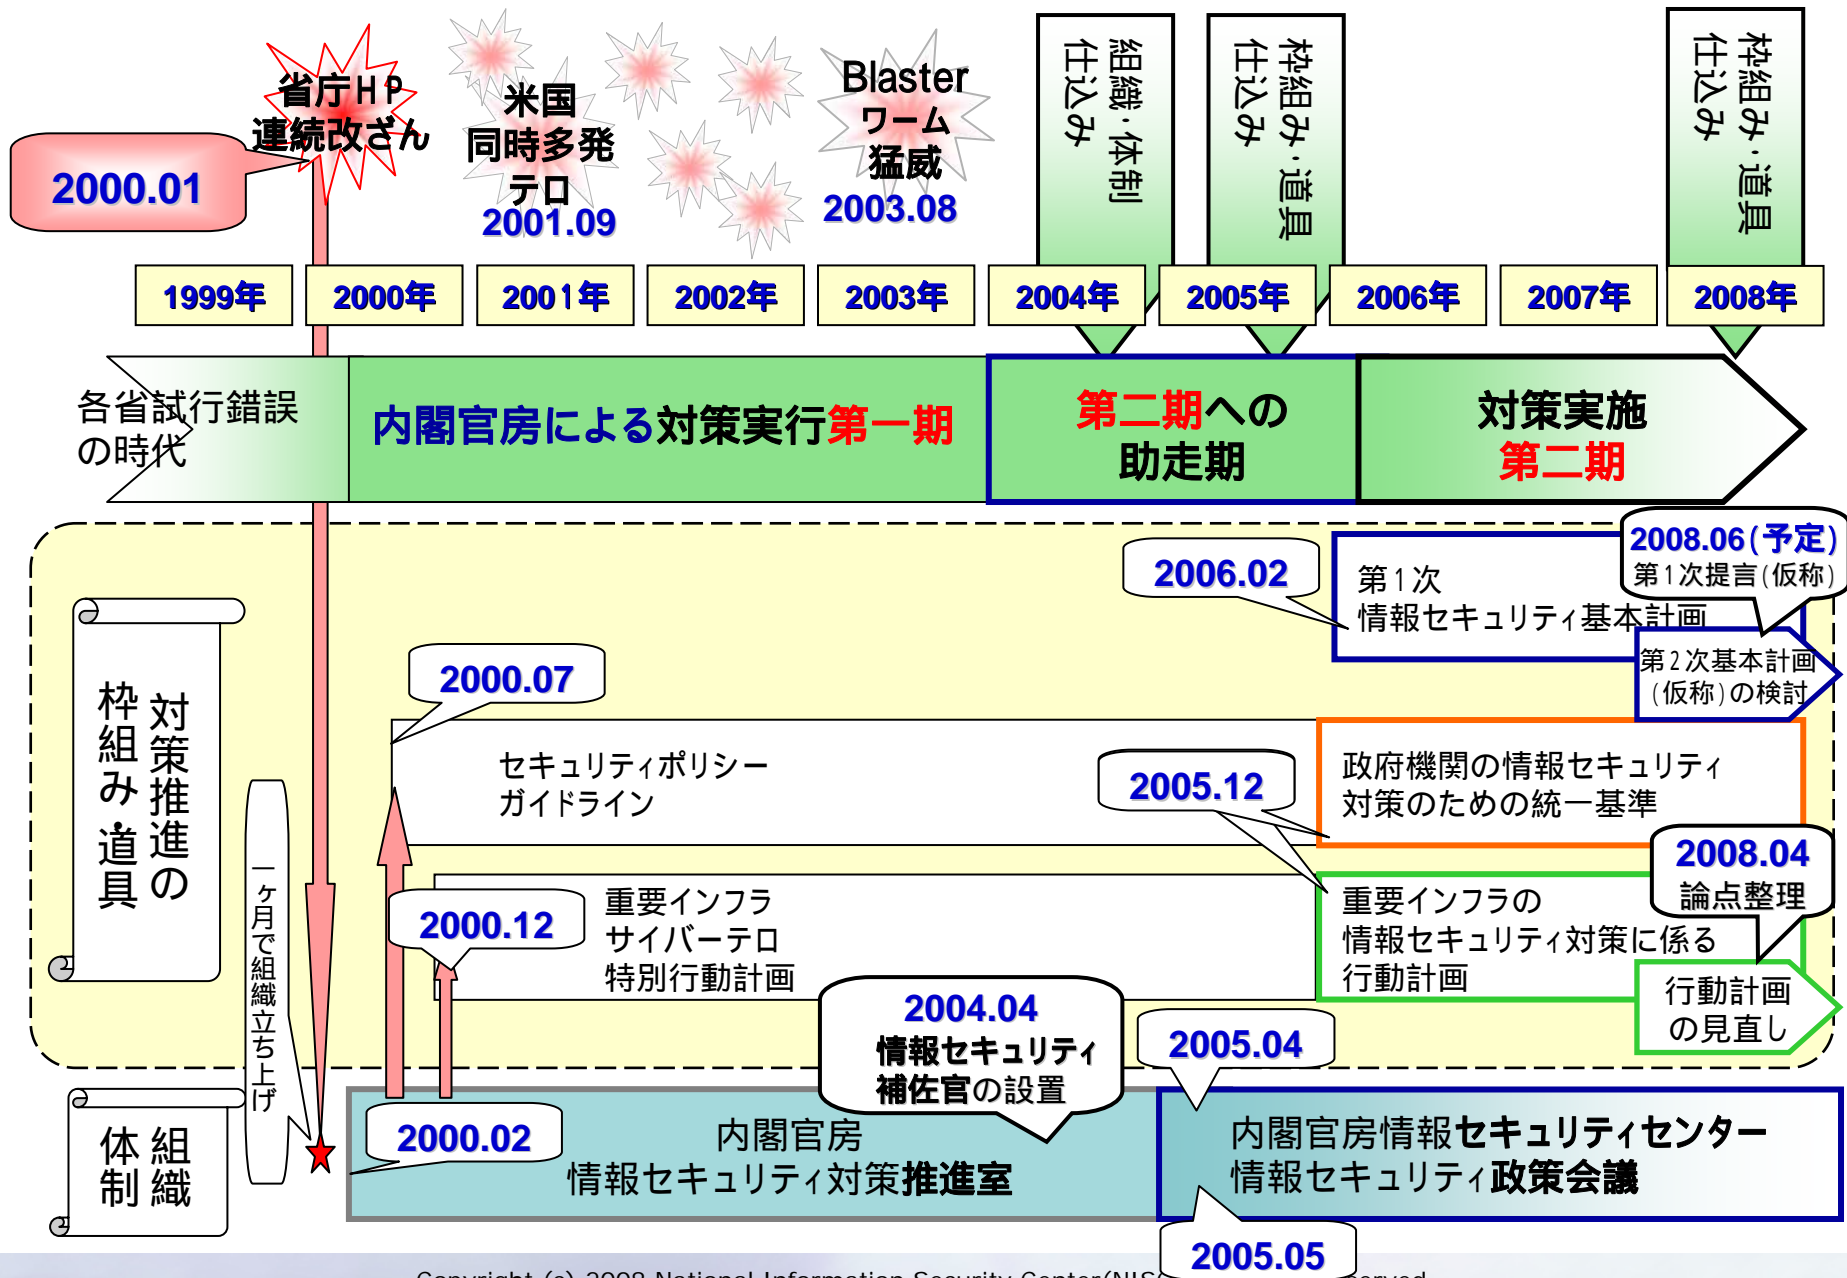 省庁HP
連続改ざん
2000.01
米国
同時多発
テロ
2001.09
Blaster
ワーム
猛威
2003.08
組織・体制
仕込み
枠組み・道具
仕込み
枠組み・道具
仕込み
1999年
2000年
2001年
2002年
2003年
2004年
2005年
2006年
2007年
2008年
各省試行錯誤
の時代
内閣官房による対策実行第一期
第二期への
助走期
対策実施
第二期
対策推進の
枠組み・道具
2006.02
第1次
情報セキュリティ基本計画
2008.06(予定)
第1次提言(仮称)
第2次基本計画
(仮称)の検討
2000.07
セキュリティポリシー
ガイドライン
2005.12
政府機関の情報セキュリティ
対策のための統一基準
2000.12
重要インフラ
サイバーテロ
特別行動計画
重要インフラの
情報セキュリティ対策に係る
行動計画
2008.04
論点整理
行動計画
の見直し
一ヶ月で組織立ち上げ
組織
体制
2000.02
内閣官房
情報セキュリティ対策推進室
2004.04
情報セキュリティ
補佐官の設置
2005.04
内閣官房情報セキュリティセンター
情報セキュリティ政策会議
2005.05
Copyright (c) 2008 National Information Security Center(NIS